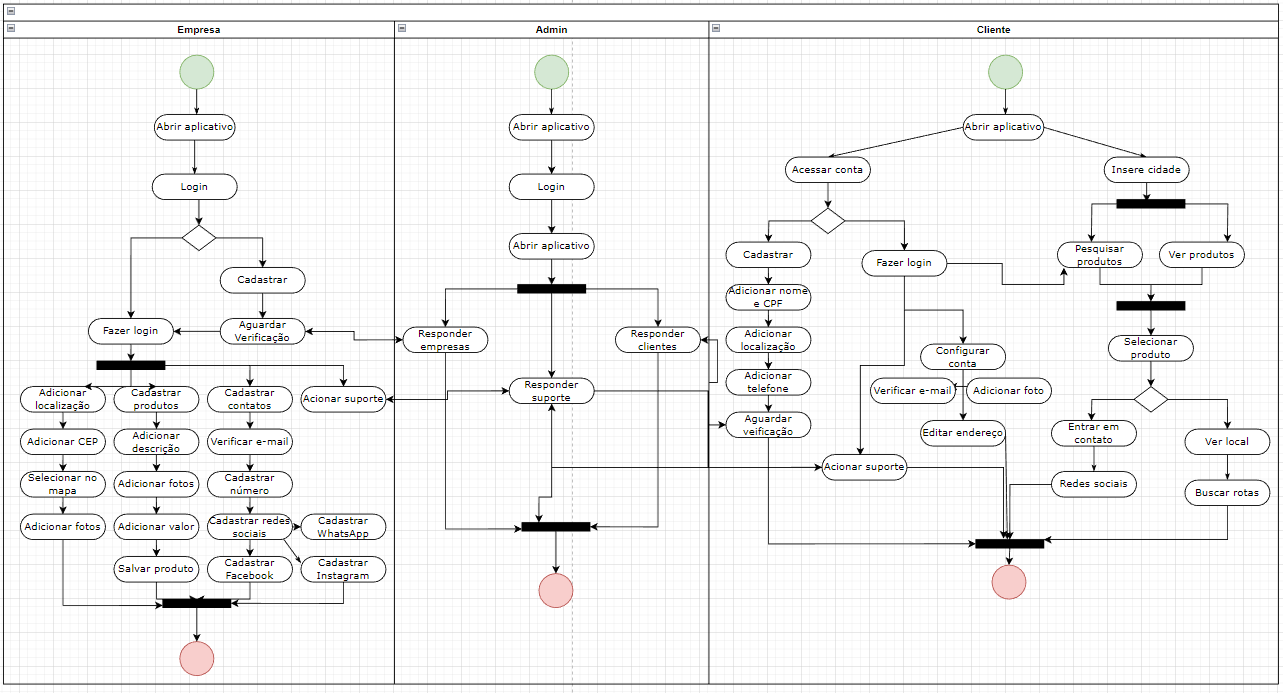 Empresa
Admin
Cliente
Abrir aplicativo
Login
Cadastrar
Fazer login
Aguardar
Verificação
Adicionar
localização
Cadastrar
produtos
Cadastrar
contatos
Acionar suporte
Adicionar CEP
Adicionar
descrição
Verificar e-mail
Selecionar no
mapa
Adicionar fotos
Cadastrar
número
Adicionar fotos
Adicionar valor
Cadastrar redes
sociais
Cadastrar
WhatsApp
Salvar produto
Cadastrar
Facebook
Cadastrar
Instagram
Abrir aplicativo
Login
Abrir aplicativo
Responder
empresas
Responder
clientes
Responder
suporte
Abrir aplicativo
Acessar conta
Insere cidade
Cadastrar
Fazer login
Pesquisar
produtos
Ver produtos
Adicionar nome
e CPF
Adicionar
localização
Configurar
conta
Selecionar
produto
Adicionar
telefone
Verificar e-mail
Adicionar foto
Aguardar
veificação
Editar endereço
Entrar em
contato
Ver local
Acionar suporte
Redes sociais
Buscar rotas